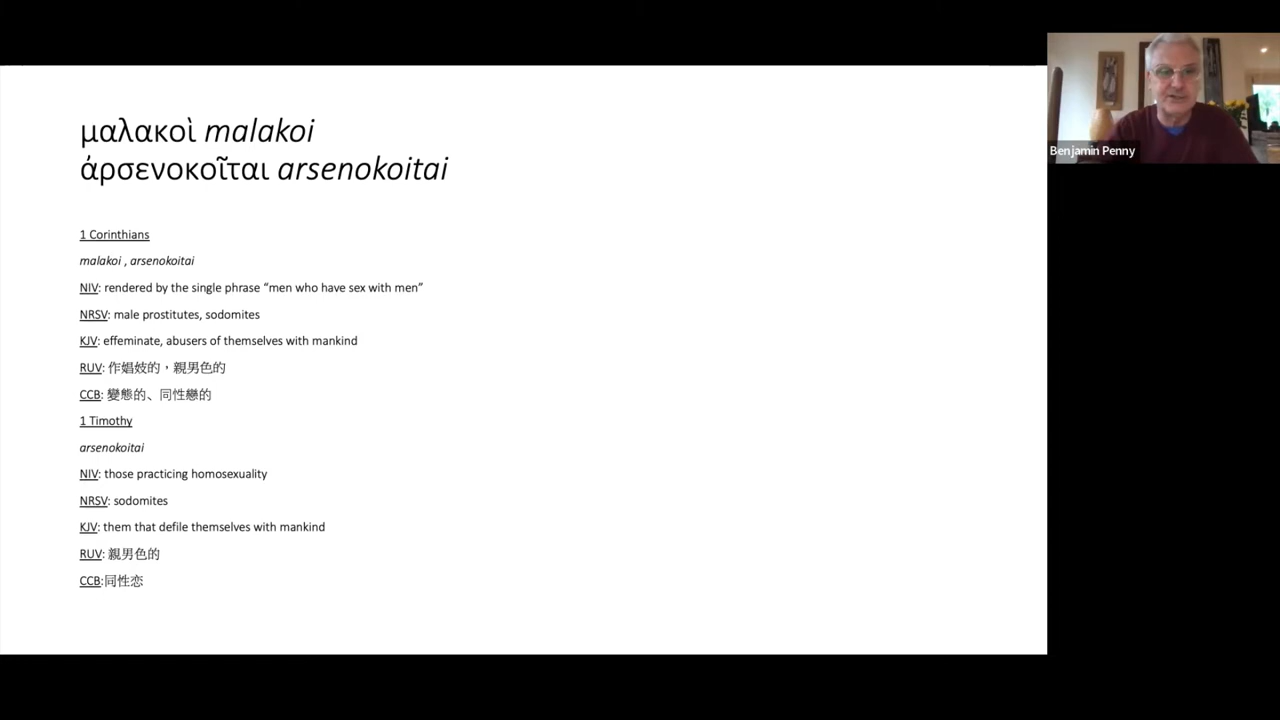 μαλακοὶ malakoi
ἀρσενοκοῖται arsenokoitai
1 Corinthians
malakoi , arsenokoitai
NIV: rendered by the single phrase “men who have sex with men”
NRSV: male prostitutes, sodomites
KJV: effeminate, abusers of themselves with mankind
RUV: 作娼妓的，親男色的
CCB: 變態的、同性戀的
1 Timothy
arsenokoitai
NIV: those practicing homosexuality
NRSV: sodomites
KJV: them that defile themselves with mankind
RUV: 親男色的
CCB:同性恋
Benjamin Penny